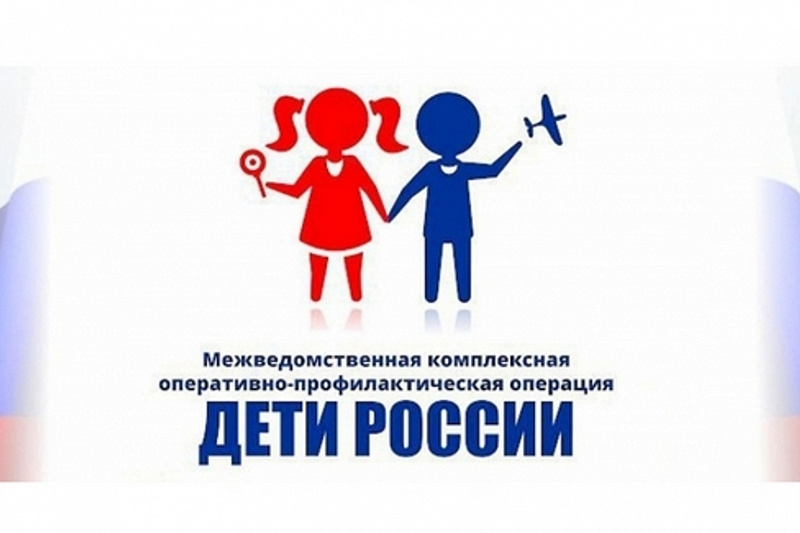 Межведомственная комплексная
оперативно-профилактическая операция
ДЕТИ РОССИИ